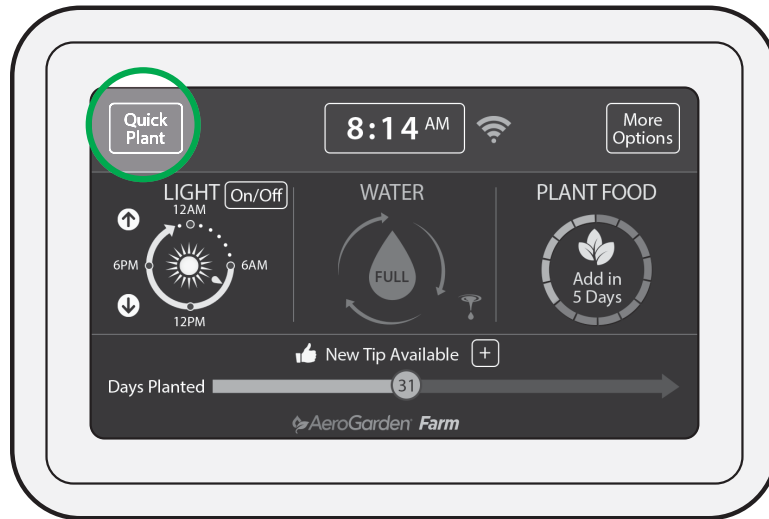 Quick
Plant
8:14 AM
More
Options
LIGHT On/Off
12AM
6PM
6AM
12PM
WATER
FULL
PLANT FOOD
Add in
5 Days
New Tip Available +
Days Planted 31
AeroGarden Farm